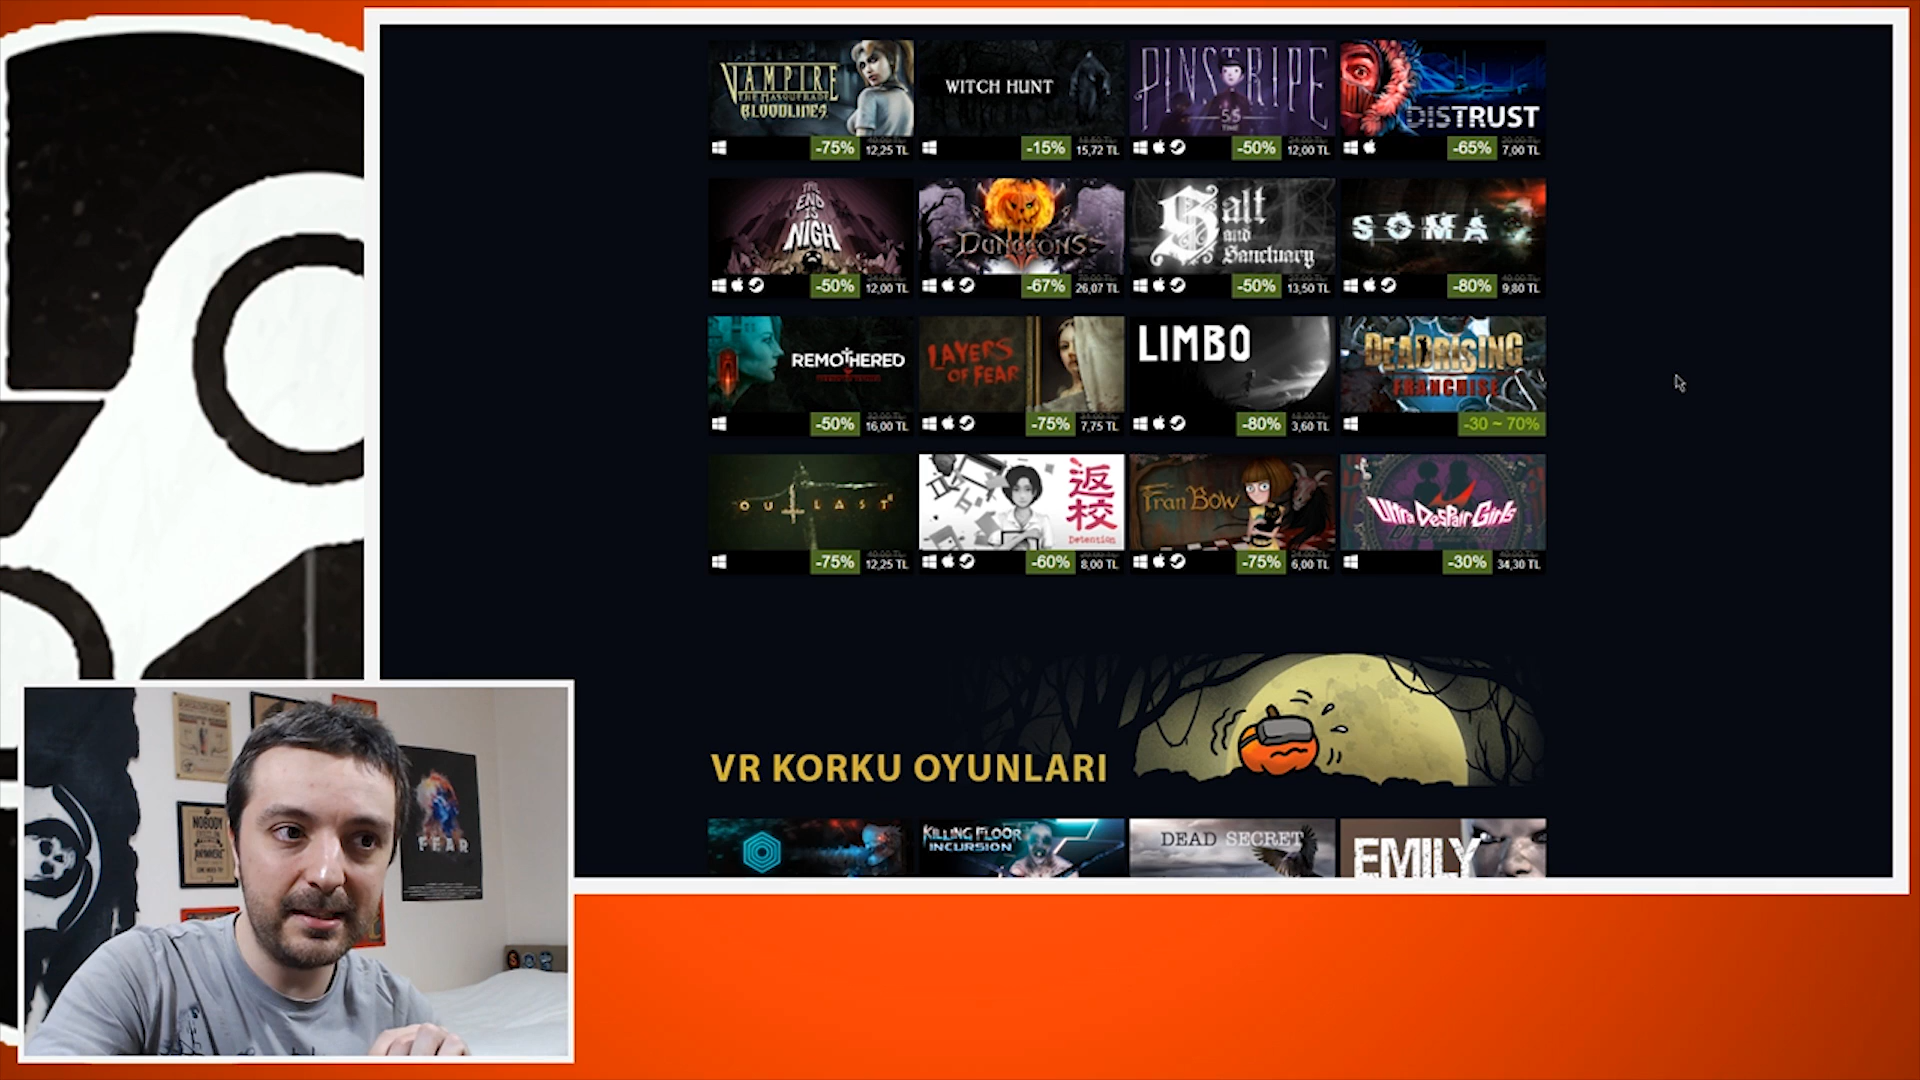 VAMPIRE
THE MASQUERADE
BLOODLINES
-75% 12,25 TL
WITCH HUNT
-15% 15,72 TL
PINSTRIPE
-50% 12,00 TL
DISTRUST
-65% 7,00 TL
THE
END
IS
NIGH
-50% 12,00 TL
DUNGEONS
-67% 26,07 TL
Salt
and
Sanctuary
-50% 13,50 TL
SOMA
-80% 9,80 TL
REMOTHERED
-50% 16,00 TL
LAYERS
OF FEAR
-75% 7,75 TL
LIMBO
-80% 3,60 TL
DEADRISING
FRANCHISE
-30 ~ 70%
OUTLAST
-75% 12,25 TL
返校
Detention
-60% 8,00 TL
Fran Bow
-75% 6,00 TL
Ultra Despair Girls
-30% 34,30 TL
VR KORKU OYUNLARI
KILLING FLOOR
INCURSION
DEAD SECRET
EMILY
NOBODY
ANYWHERE
FEAR